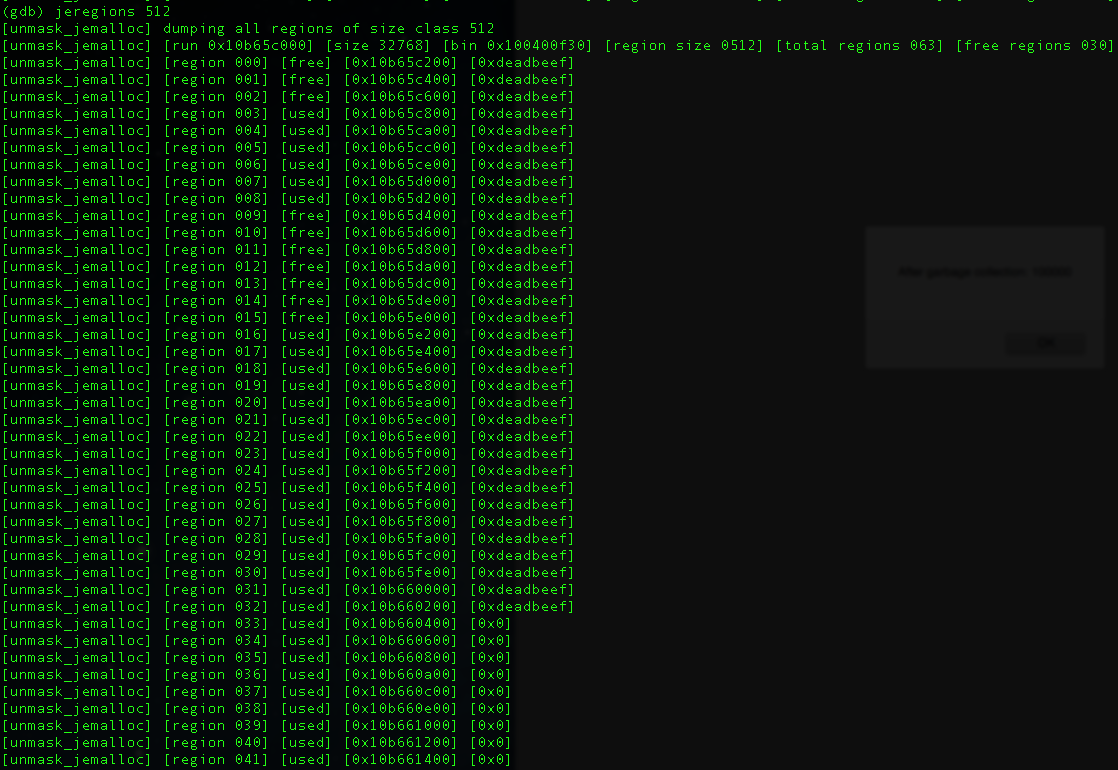 (gdb) jeregions 512
[unmask_jemalloc] dumping all regions of size class 512
[unmask_jemalloc] [run 0x10b65c000] [size 32768] [bin 0x100400f30] [region size 0512] [total regions 063] [free regions 030]
[unmask_jemalloc] [region 000] [free] [0x10b65c200] [0xdeadbeef]
[unmask_jemalloc] [region 001] [free] [0x10b65c400] [0xdeadbeef]
[unmask_jemalloc] [region 002] [free] [0x10b65c600] [0xdeadbeef]
[unmask_jemalloc] [region 003] [used] [0x10b65c800] [0xdeadbeef]
[unmask_jemalloc] [region 004] [used] [0x10b65ca00] [0xdeadbeef]
[unmask_jemalloc] [region 005] [used] [0x10b65cc00] [0xdeadbeef]
[unmask_jemalloc] [region 006] [used] [0x10b65ce00] [0xdeadbeef]
[unmask_jemalloc] [region 007] [used] [0x10b65d000] [0xdeadbeef]
[unmask_jemalloc] [region 008] [used] [0x10b65d200] [0xdeadbeef]
[unmask_jemalloc] [region 009] [free] [0x10b65d400] [0xdeadbeef]
[unmask_jemalloc] [region 010] [free] [0x10b65d600] [0xdeadbeef]
[unmask_jemalloc] [region 011] [free] [0x10b65d800] [0xdeadbeef]
[unmask_jemalloc] [region 012] [free] [0x10b65da00] [0xdeadbeef]
[unmask_jemalloc] [region 013] [free] [0x10b65dc00] [0xdeadbeef]
[unmask_jemalloc] [region 014] [free] [0x10b65de00] [0xdeadbeef]
[unmask_jemalloc] [region 015] [free] [0x10b65e000] [0xdeadbeef]
[unmask_jemalloc] [region 016] [used] [0x10b65e200] [0xdeadbeef]
[unmask_jemalloc] [region 017] [used] [0x10b65e400] [0xdeadbeef]
[unmask_jemalloc] [region 018] [used] [0x10b65e600] [0xdeadbeef]
[unmask_jemalloc] [region 019] [used] [0x10b65e800] [0xdeadbeef]
[unmask_jemalloc] [region 020] [used] [0x10b65ea00] [0xdeadbeef]
[unmask_jemalloc] [region 021] [used] [0x10b65ec00] [0xdeadbeef]
[unmask_jemalloc] [region 022] [used] [0x10b65ee00] [0xdeadbeef]
[unmask_jemalloc] [region 023] [used] [0x10b65f000] [0xdeadbeef]
[unmask_jemalloc] [region 024] [used] [0x10b65f200] [0xdeadbeef]
[unmask_jemalloc] [region 025] [used] [0x10b65f400] [0xdeadbeef]
[unmask_jemalloc] [region 026] [used] [0x10b65f600] [0xdeadbeef]
[unmask_jemalloc] [region 027] [used] [0x10b65f800] [0xdeadbeef]
[unmask_jemalloc] [region 028] [used] [0x10b65fa00] [0xdeadbeef]
[unmask_jemalloc] [region 029] [used] [0x10b65fc00] [0xdeadbeef]
[unmask_jemalloc] [region 030] [used] [0x10b65fe00] [0xdeadbeef]
[unmask_jemalloc] [region 031] [used] [0x10b660000] [0xdeadbeef]
[unmask_jemalloc] [region 032] [used] [0x10b660200] [0xdeadbeef]
[unmask_jemalloc] [region 033] [used] [0x10b660400] [0x0]
[unmask_jemalloc] [region 034] [used] [0x10b660600] [0x0]
[unmask_jemalloc] [region 035] [used] [0x10b660800] [0x0]
[unmask_jemalloc] [region 036] [used] [0x10b660a00] [0x0]
[unmask_jemalloc] [region 037] [used] [0x10b660c00] [0x0]
[unmask_jemalloc] [region 038] [used] [0x10b660e00] [0x0]
[unmask_jemalloc] [region 039] [used] [0x10b661000] [0x0]
[unmask_jemalloc] [region 040] [used] [0x10b661200] [0x0]
[unmask_jemalloc] [region 041] [used] [0x10b661400] [0x0]
After garbage collection:
OK